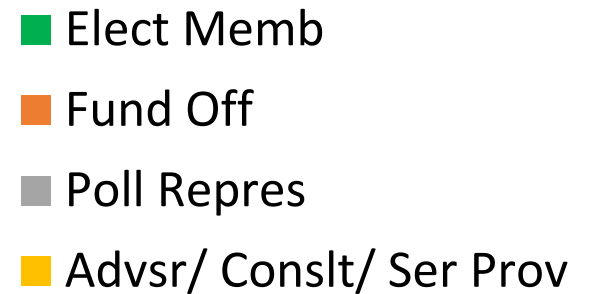 Elect Memb
Fund Off
Poll Repres
Advsr/ Conslt/ Ser Prov